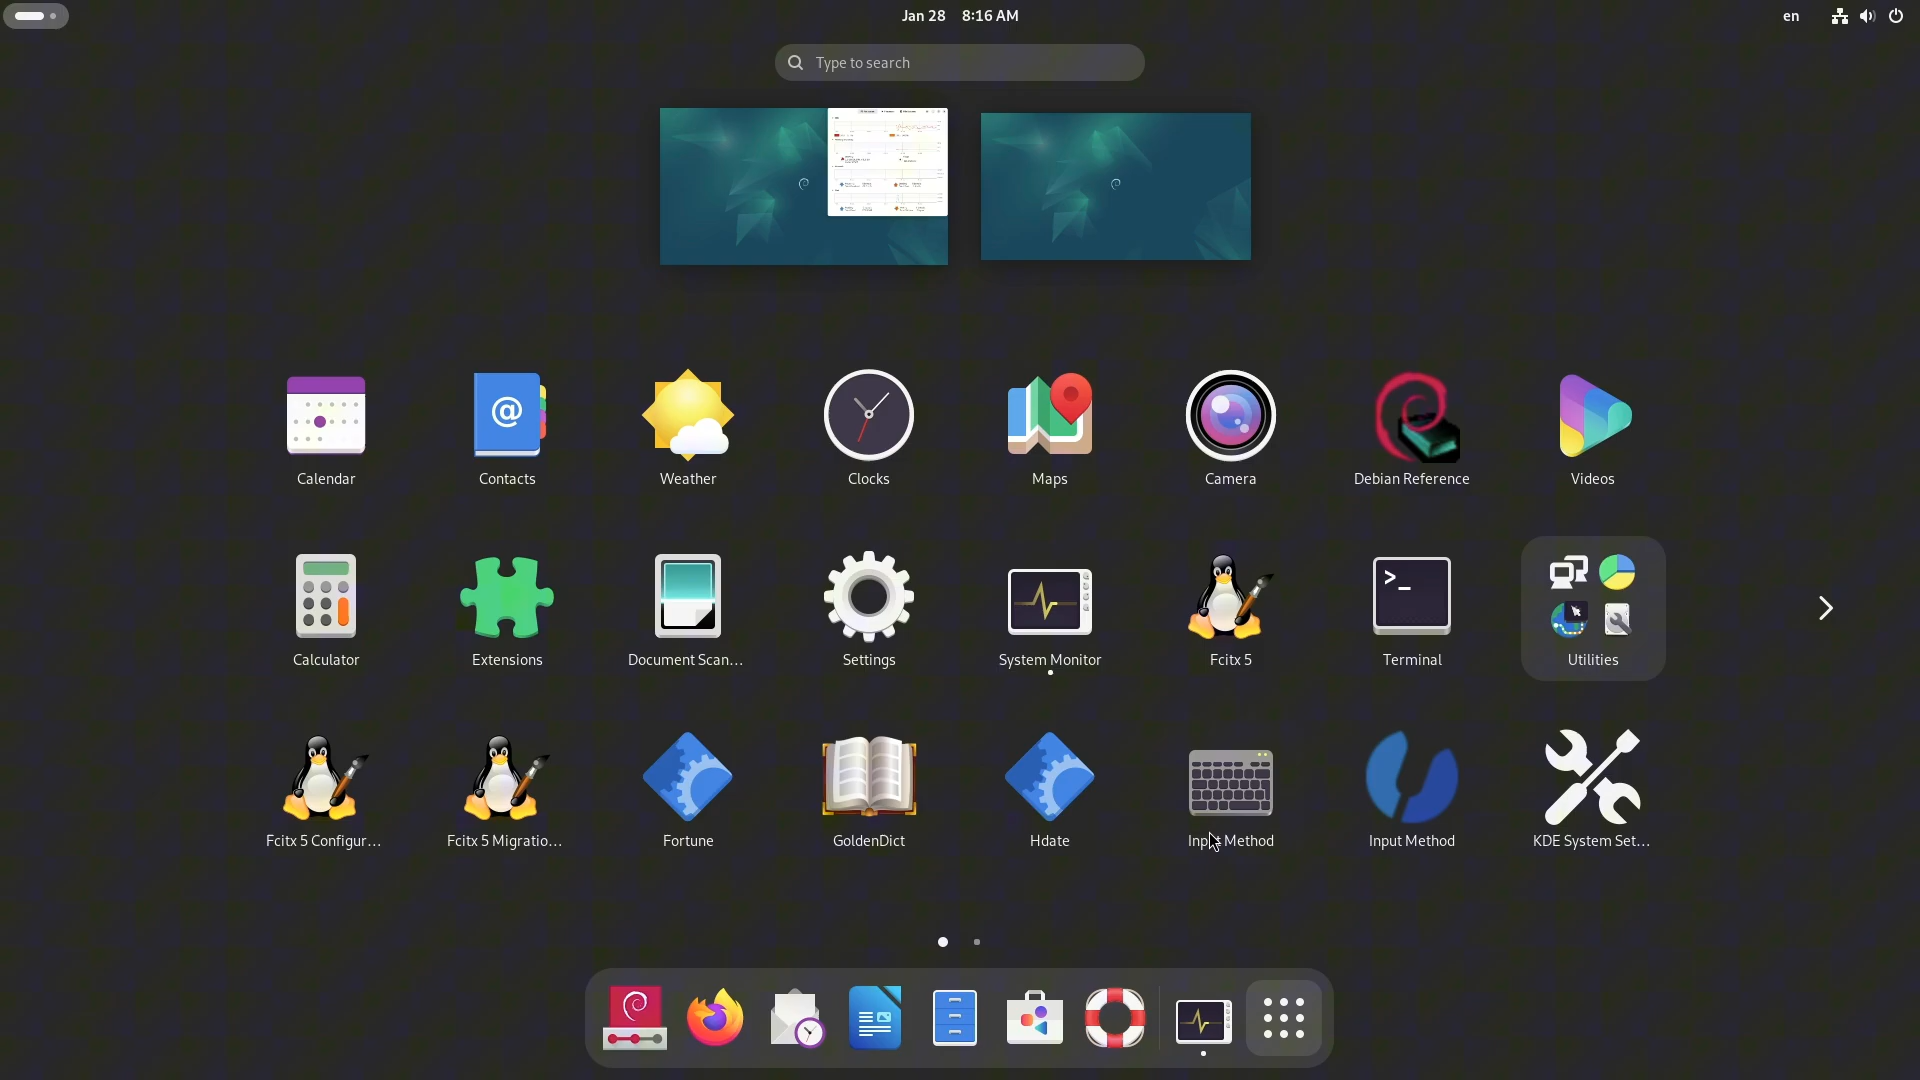 Jan 28 8:16 AM
en
Type to search
Calendar
Contacts
Weather
Clocks
Maps
Camera
Debian Reference
Videos
Calculator
Extensions
Document Scan...
Settings
System Monitor
Fcitx 5
Terminal
Utilities
Fcitx 5 Configur...
Fcitx 5 Migratio...
Fortune
GoldenDict
Hdate
Input Method
Input Method
KDE System Set...